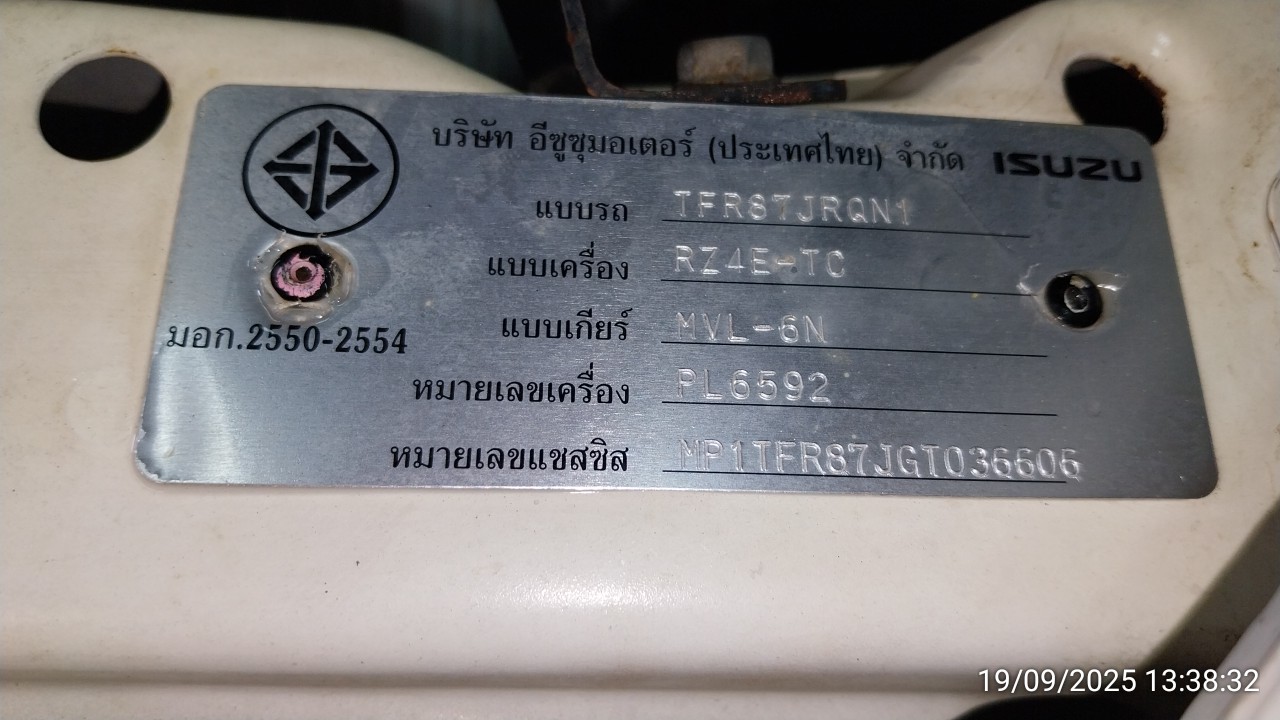 บริษัท อีซูซุมอเตอร์ (ประเทศไทย) จำกัด ISUZU
แบบรถ TFR87JRQN1
แบบเครื่อง RZ4E-TC
มอก.2550-2554
แบบเกียร์ MVL-6N
หมายเลขเครื่อง PL6592
หมายเลขแชสซิส MP1TFR87JGT036606
19/09/2025 13:38:32